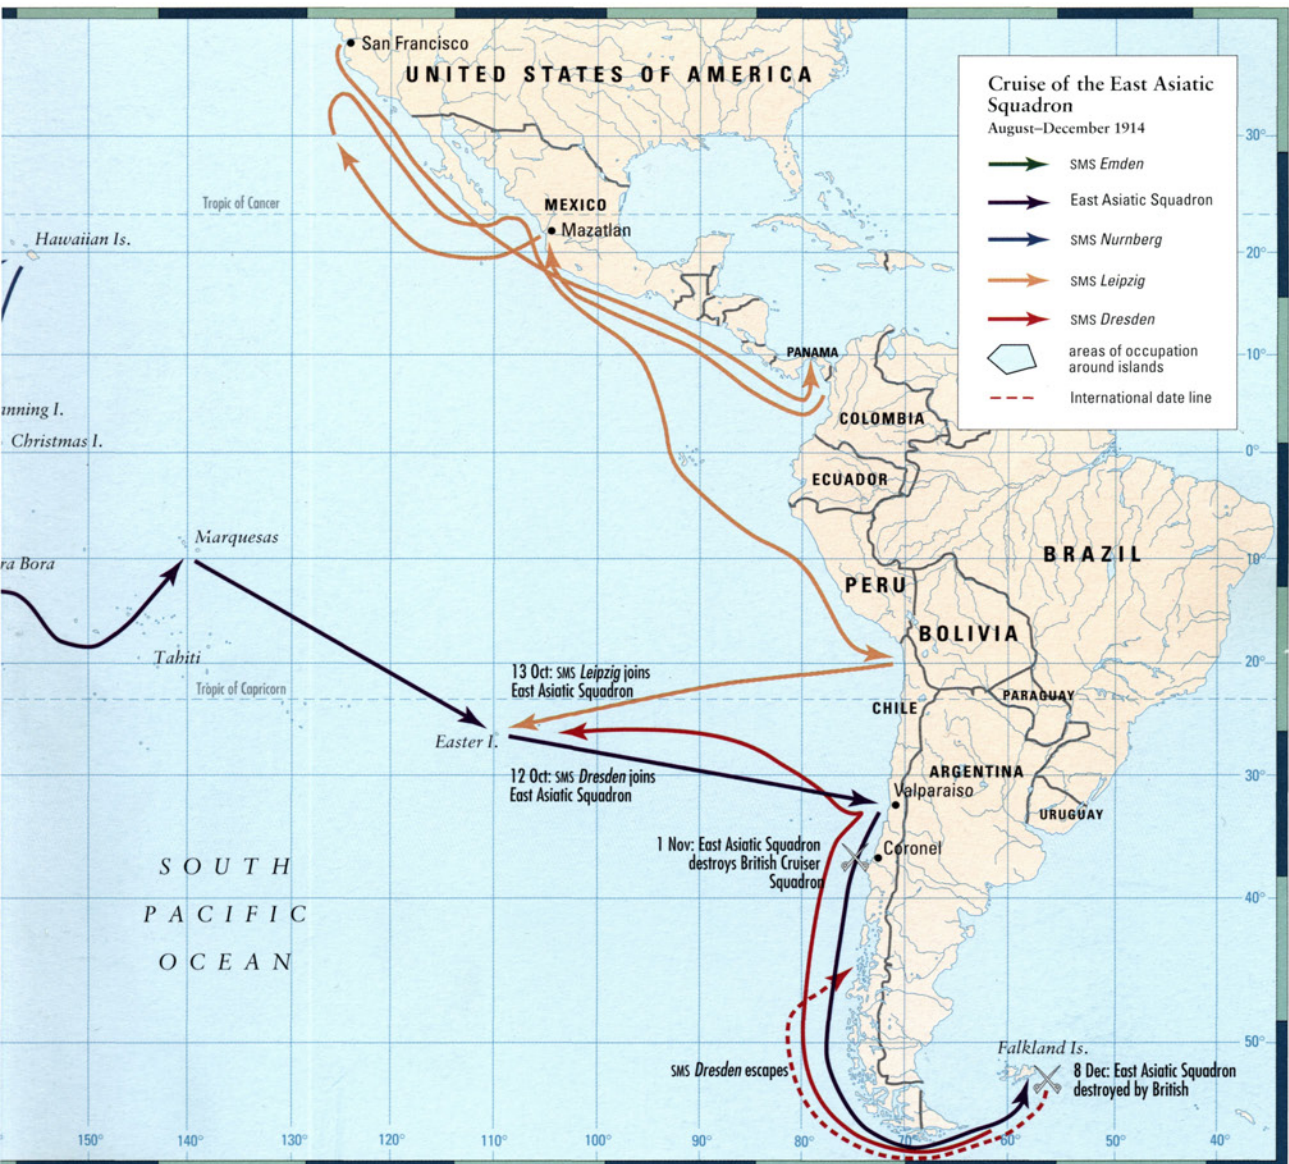 San Francisco
UNITED STATES OF AMERICA
Cruise of the East Asiatic
Squadron
August–December 1914
SMS Emden
East Asiatic Squadron
SMS Nurnberg
SMS Leipzig
SMS Dresden
areas of occupation
around islands
International date line
30°
Tropic of Cancer
MEXICO
Mazatlan
Hawaiian Is.
20°
PANAMA
10°
anning I.
Christmas I.
COLOMBIA
0°
ECUADOR
Marquesas
ra Bora
BRAZIL
10°
PERU
BOLIVIA
Tahiti
20°
13 Oct: SMS Leipzig joins
East Asiatic Squadron
Tropic of Capricorn
PARAGUAY
CHILE
Easter I.
12 Oct: SMS Dresden joins
East Asiatic Squadron
ARGENTINA
30°
Valparaiso
URUGUAY
1 Nov: East Asiatic Squadron
destroys British Cruiser
Squadron
Coronel
SOUTH
PACIFIC
OCEAN
40°
50°
Falkland Is.
SMS Dresden escapes
8 Dec: East Asiatic Squadron
destroyed by British
150°
140°
130°
120°
110°
100°
90°
80°
70°
60°
50°
40°